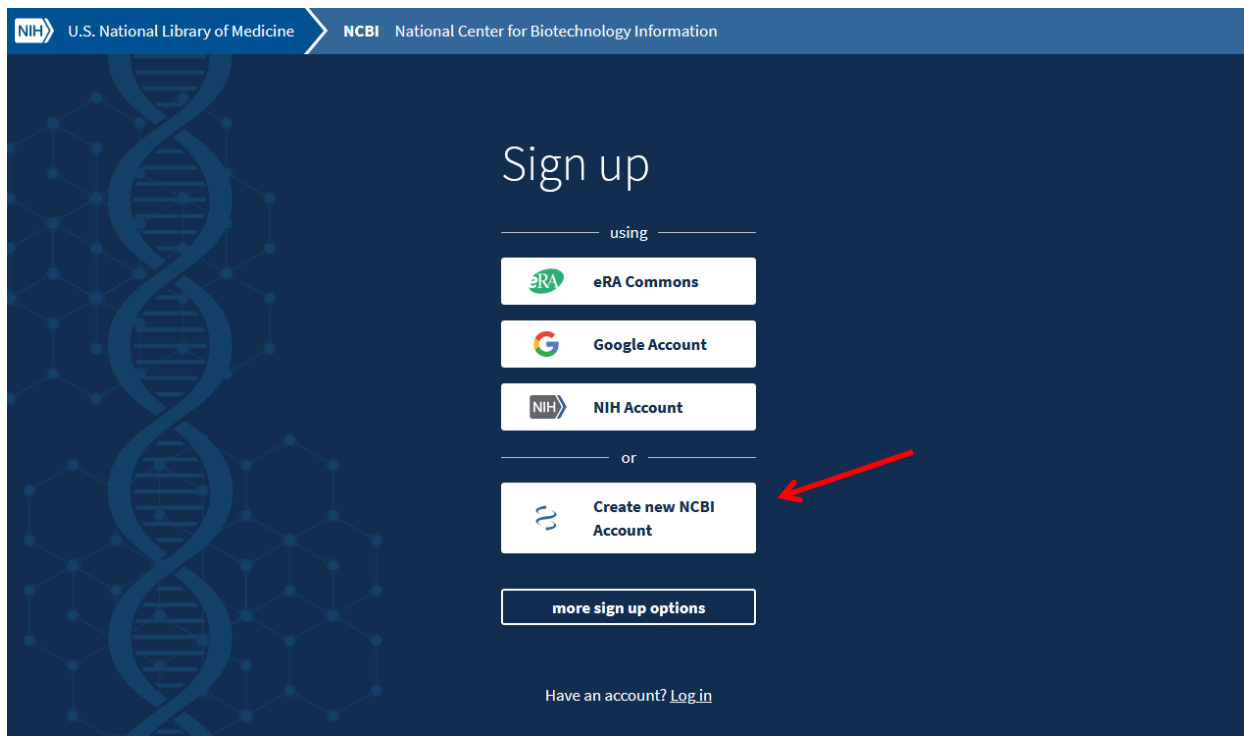 NIH U.S. National Library of Medicine NCBI National Center for Biotechnology Information
Sign up
using
eRA eRA Commons
G Google Account
NIH NIH Account
or
Create new NCBI
Account
more sign up options
Have an account? Log in